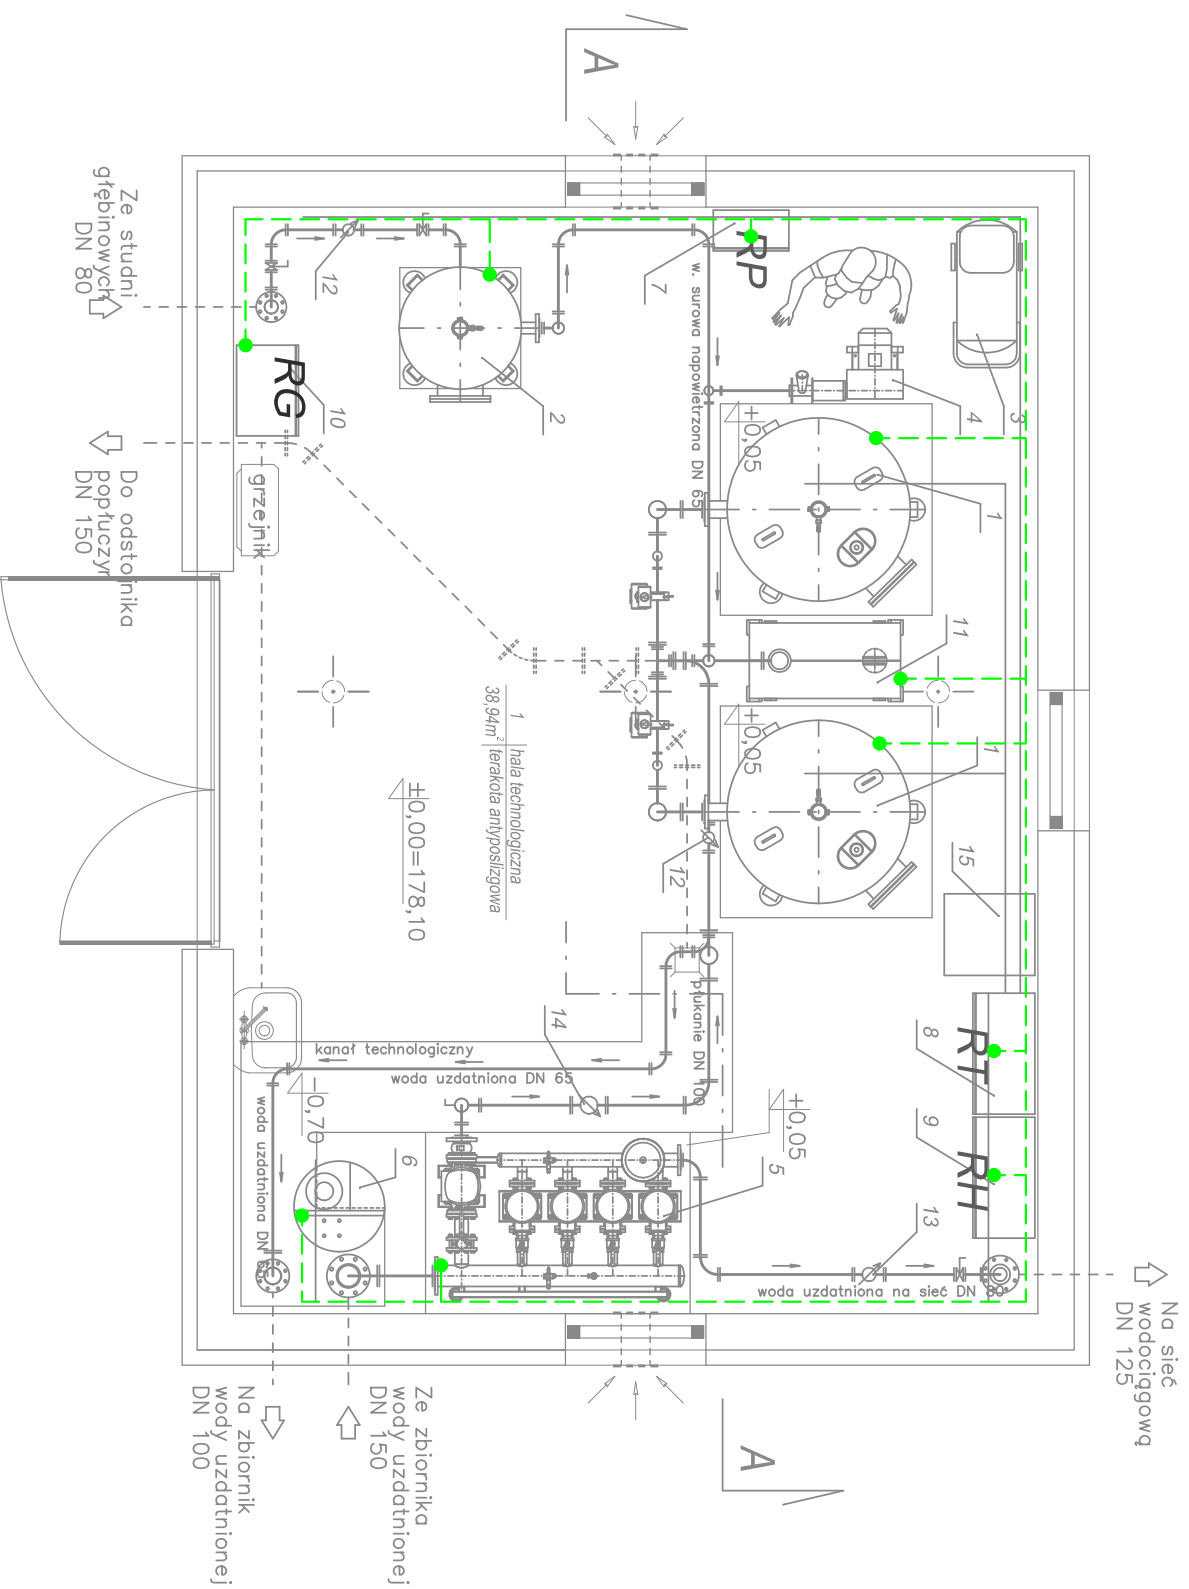 A
Ze studni
głębinowych
DN 80
12
RG
10
2
7
RP
w. surowa napowietrzona DN 65
3
4
+0,05
1
11
+0,05
1
12
15
Do odstojnika
popłuczyn
DN 150
grzejnik
1
hala technologiczna
38,94m²
terakota antypoślizgowa
±0,00=178,10
płukanie DN 100
14
kanał technologiczny
woda uzdatniona DN 65
-0,70
woda uzdatniona DN
6
+0,05
5
8
RT
9
RH
13
woda uzdatniona na sieć DN 80
Na sieć
wodociągową
DN 125
Ze zbiornika
wody uzdatnionej
DN 150
Na zbiornik
wody uzdatnionej
DN 100
A